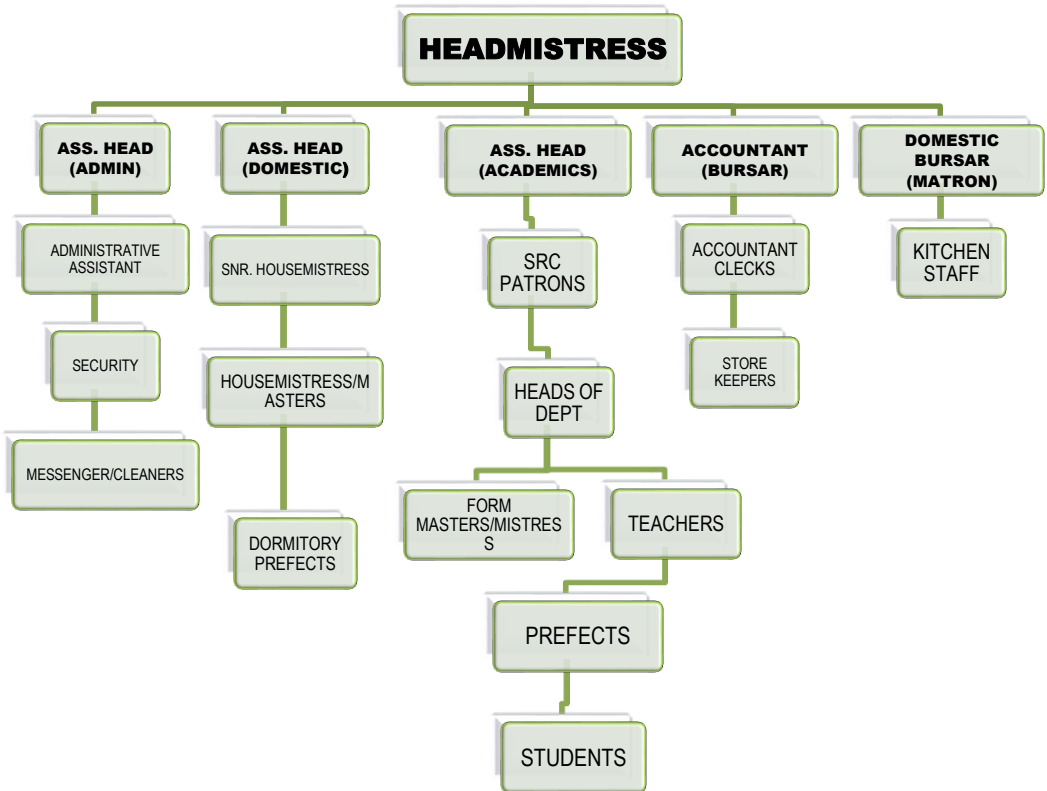 HEADMISTRESS
ASS. HEAD
(ADMIN)
ASS. HEAD
(DOMESTIC)
ASS. HEAD
(ACADEMICS)
ACCOUNTANT
(BURSAR)
DOMESTIC
BURSAR
(MATRON)
ADMINISTRATIVE
ASSISTANT
SNR. HOUSEMISTRESS
SRC
PATRONS
ACCOUNTANT
CLECKS
KITCHEN
STAFF
SECURITY
HOUSEMISTRESS/M
ASTERS
HEADS OF
DEPT
STORE
KEEPERS
MESSENGER/CLEANERS
FORM
MASTERS/MISTRES
S
TEACHERS
DORMITORY
PREFECTS
PREFECTS
STUDENTS